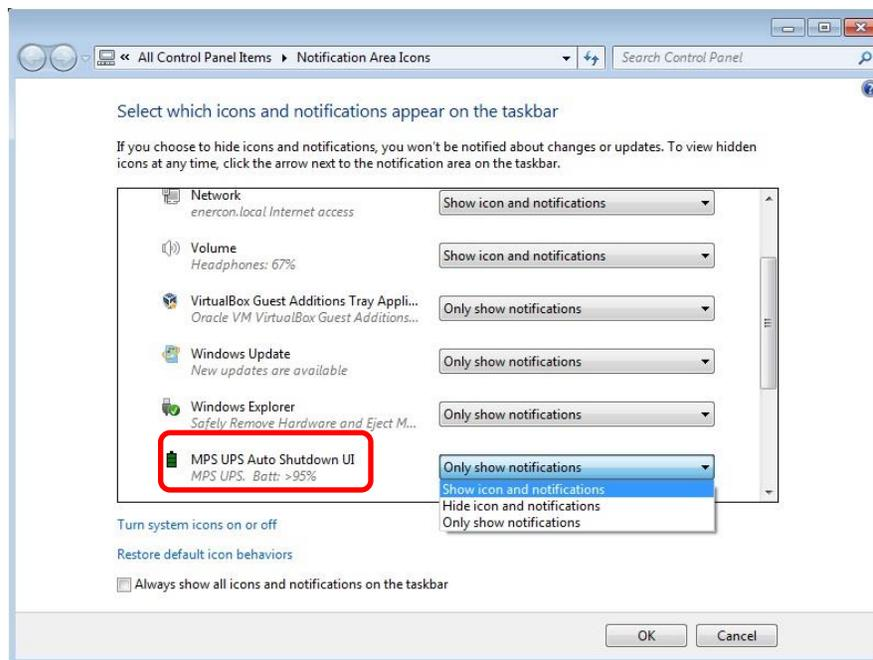 « All Control Panel Items ▸ Notification Area Icons
Search Control Panel
Select which icons and notifications appear on the taskbar
If you choose to hide icons and notifications, you won't be notified about changes or updates. To view hidden
icons at any time, click the arrow next to the notification area on the taskbar.
Network
enercon.local Internet access
Show icon and notifications
Volume
Headphones: 67%
Show icon and notifications
VirtualBox Guest Additions Tray Appli...
Oracle VM VirtualBox Guest Additions...
Only show notifications
Windows Update
New updates are available
Only show notifications
Windows Explorer
Safely Remove Hardware and Eject M...
Only show notifications
MPS UPS Auto Shutdown UI
MPS UPS. Batt: >95%
Only show notifications
Show icon and notifications
Hide icon and notifications
Only show notifications
Turn system icons on or off
Restore default icon behaviors
Always show all icons and notifications on the taskbar
OK
Cancel